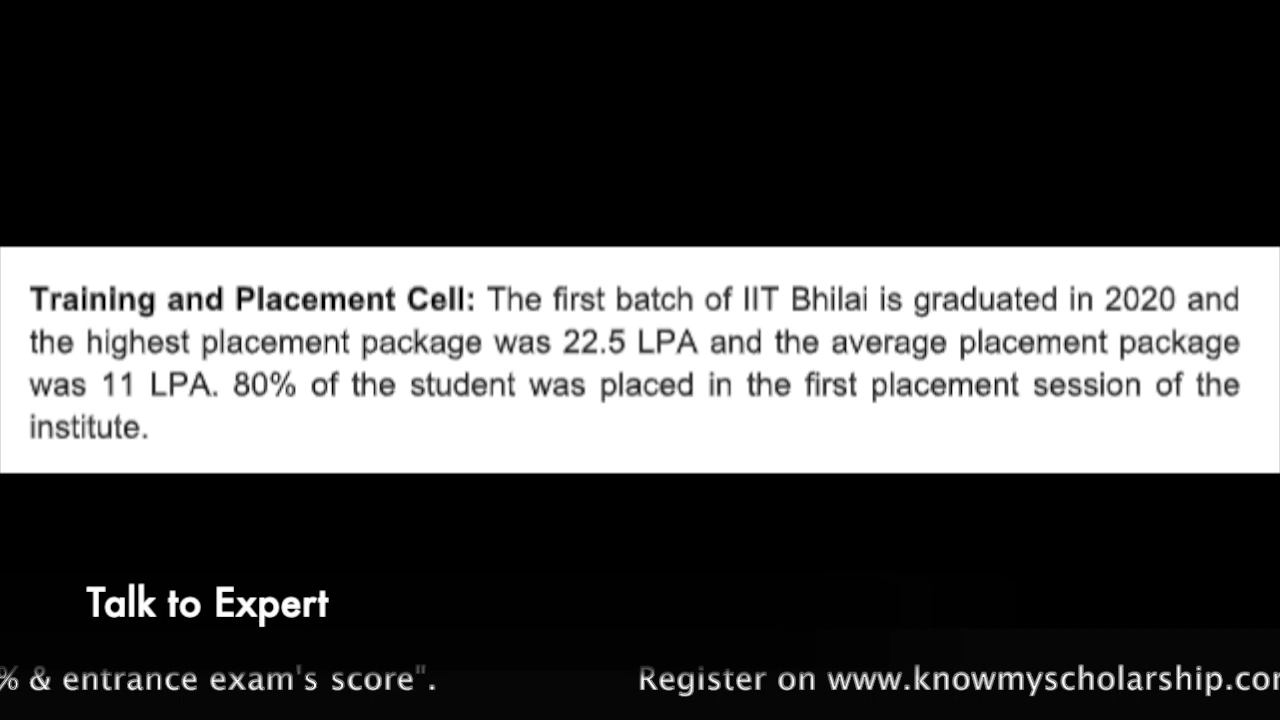 Training and Placement Cell: The first batch of IIT Bhilai is graduated in 2020 and
the highest placement package was 22.5 LPA and the average placement package
was 11 LPA. 80% of the student was placed in the first placement session of the
institute.
Talk to Expert
% & entrance exam's score". Register on www.knowmyscholarship.cor